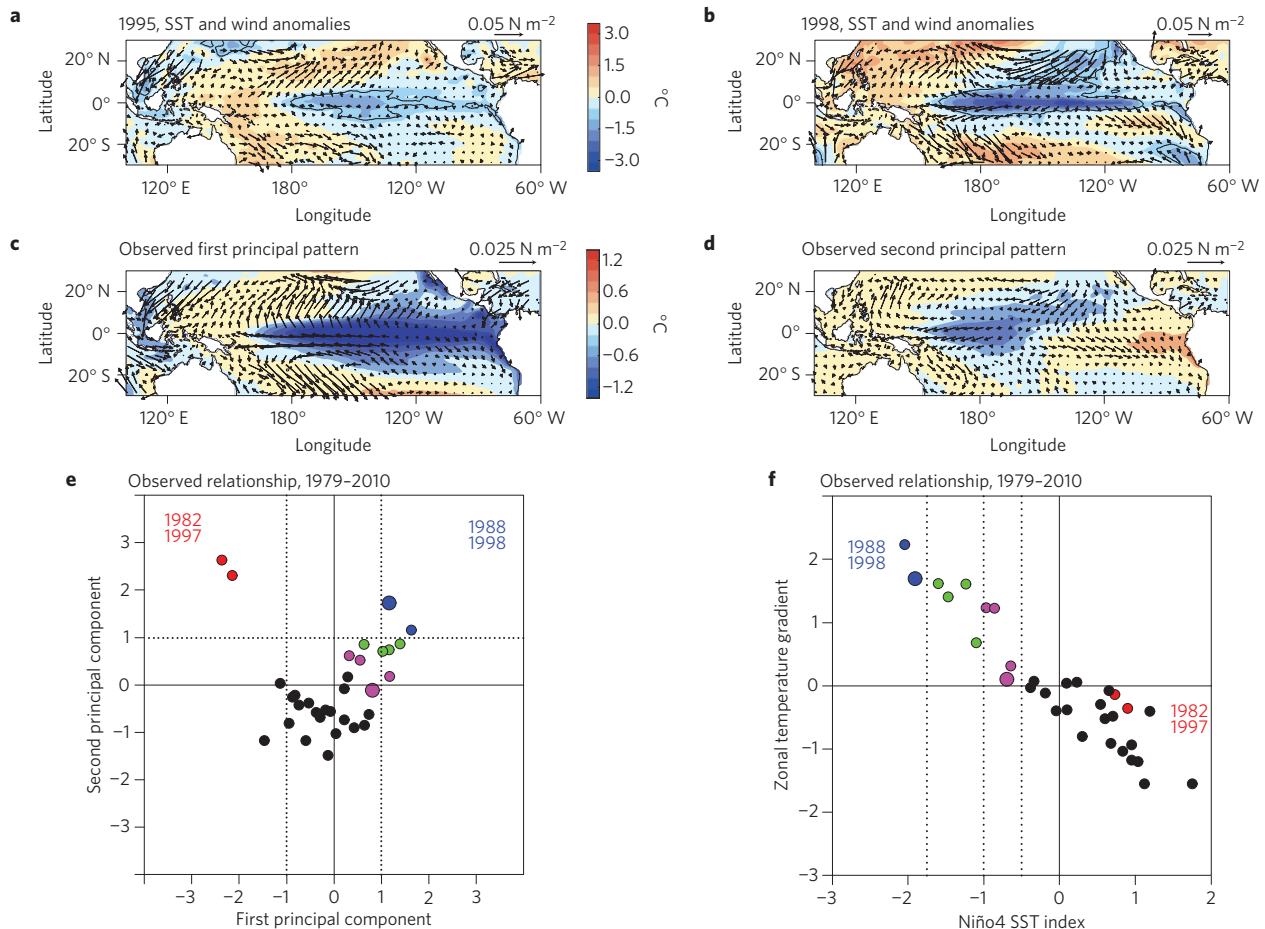 a
1995, SST and wind anomalies
0.05 N m−2
20° N
0°
20° S
Latitude
120° E
180°
120° W
60° W
Longitude
3.0
1.5
0.0
−1.5
−3.0
°C
b
1998, SST and wind anomalies
0.05 N m−2
20° N
0°
20° S
Latitude
120° E
180°
120° W
60° W
Longitude
c
Observed first principal pattern
0.025 N m−2
20° N
0°
20° S
Latitude
120° E
180°
120° W
60° W
Longitude
1.2
0.6
0.0
−0.6
−1.2
°C
d
Observed second principal pattern
0.025 N m−2
20° N
0°
20° S
Latitude
120° E
180°
120° W
60° W
Longitude
e
Observed relationship, 1979–2010
1982
1997
1988
1998
3
2
1
0
−1
−2
−3
Second principal component
−3
−2
−1
0
1
2
3
First principal component
f
Observed relationship, 1979–2010
1988
1998
1982
1997
2
1
0
−1
−2
−3
Zonal temperature gradient
−3
−2
−1
0
1
2
Niño4 SST index